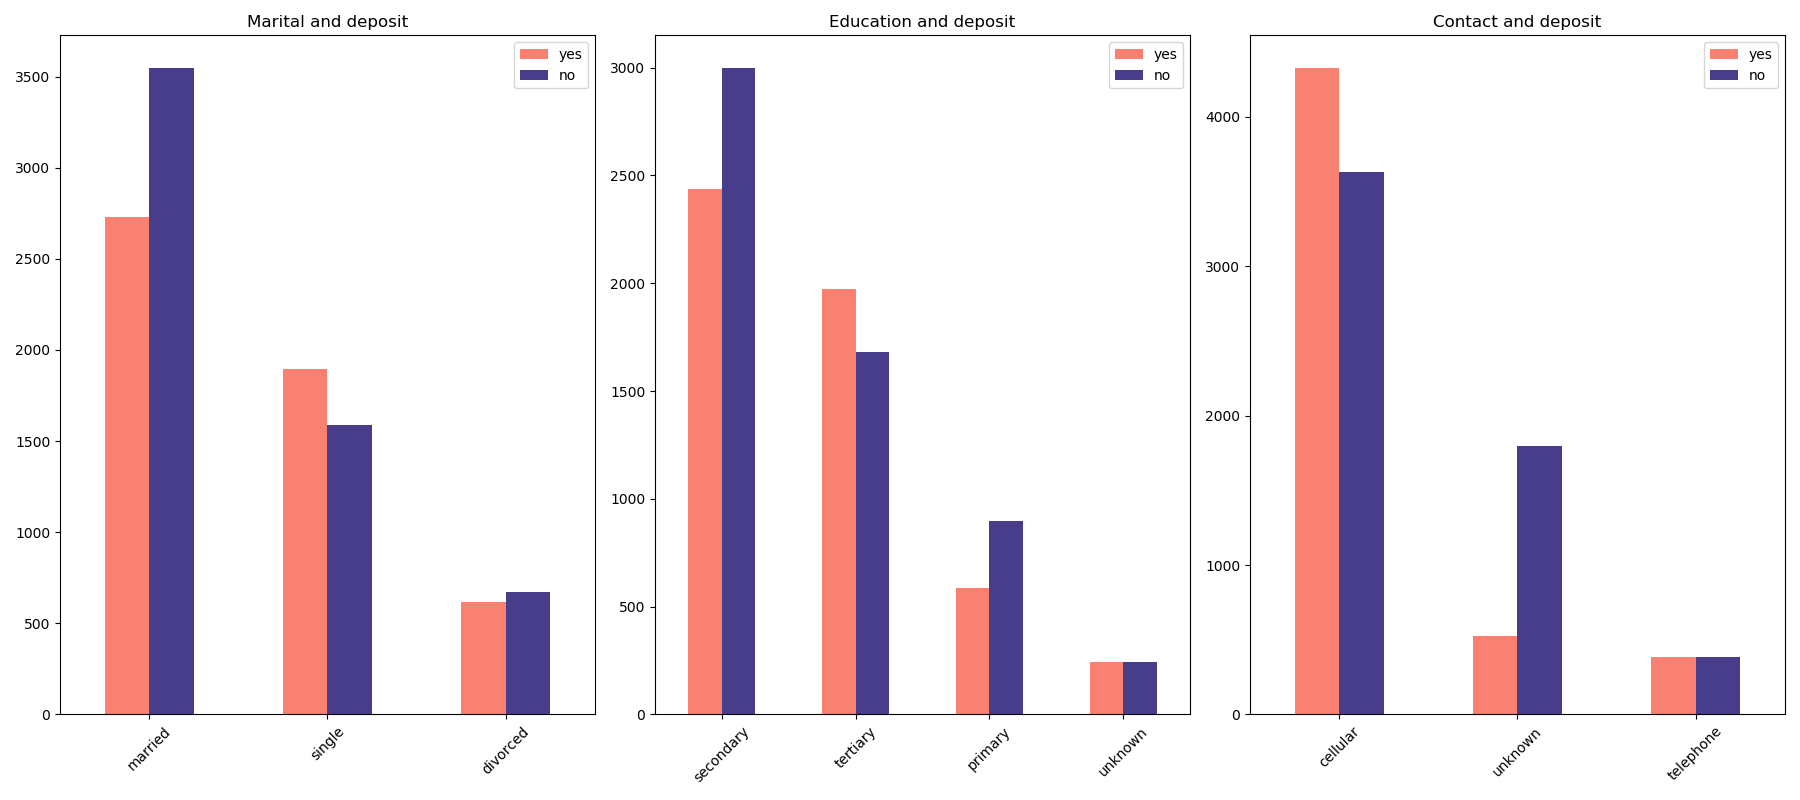 Marital and deposit
yes
no
3500
3000
2500
2000
1500
1000
500
0
married
single
divorced
Education and deposit
yes
no
3000
2500
2000
1500
1000
500
0
secondary
tertiary
primary
unknown
Contact and deposit
yes
no
4000
3000
2000
1000
0
cellular
unknown
telephone